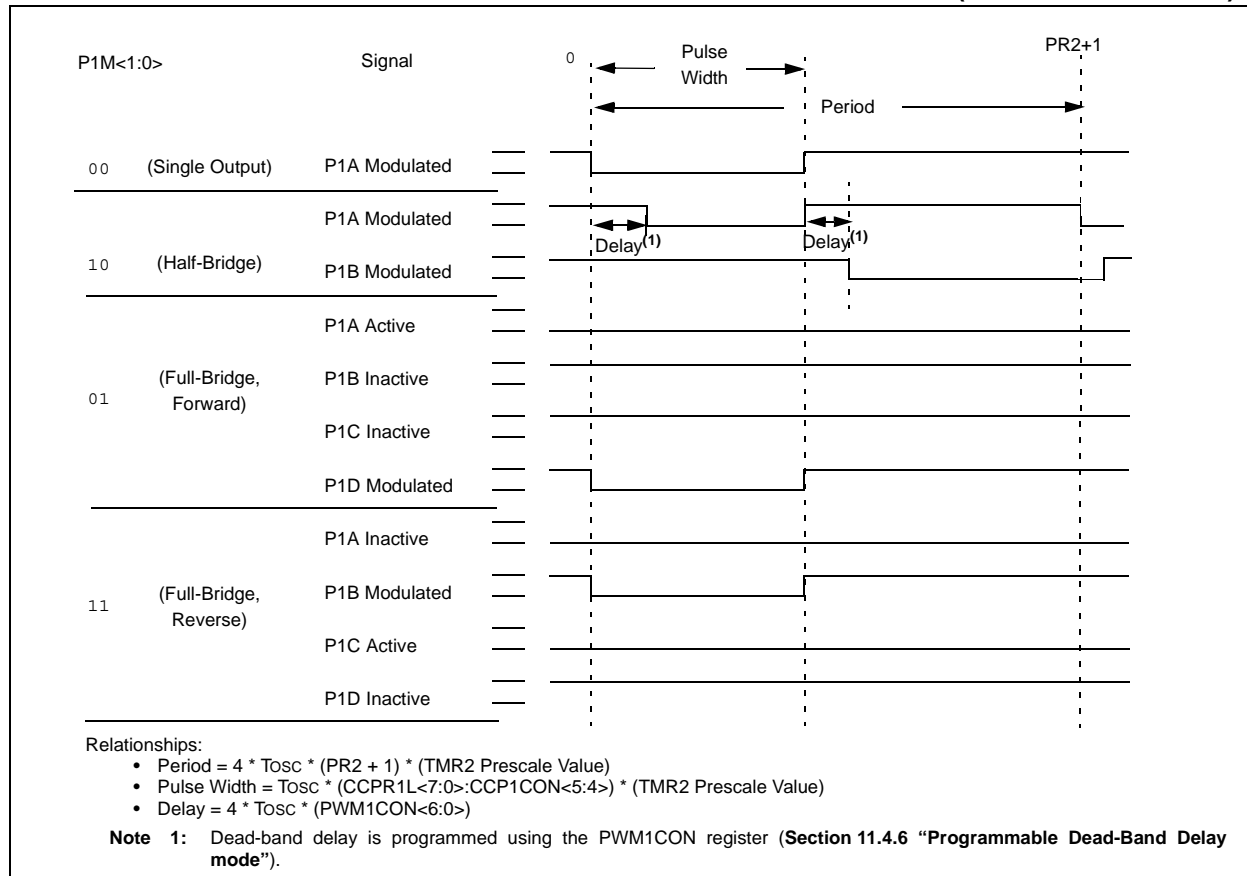 P1M<1:0> Signal 0 Pulse Width PR2+1
Period
00 (Single Output) P1A Modulated
P1A Modulated
Delay(1) Delay(1)
10 (Half-Bridge) P1B Modulated
P1A Active
01 (Full-Bridge, Forward) P1B Inactive
P1C Inactive
P1D Modulated
P1A Inactive
11 (Full-Bridge, Reverse) P1B Modulated
P1C Active
P1D Inactive
Relationships:
• Period = 4 * TOSC * (PR2 + 1) * (TMR2 Prescale Value)
• Pulse Width = TOSC * (CCPR1L<7:0>:CCP1CON<5:4>) * (TMR2 Prescale Value)
• Delay = 4 * TOSC * (PWM1CON<6:0>)
Note 1: Dead-band delay is programmed using the PWM1CON register (Section 11.4.6 “Programmable Dead-Band Delay
mode”).